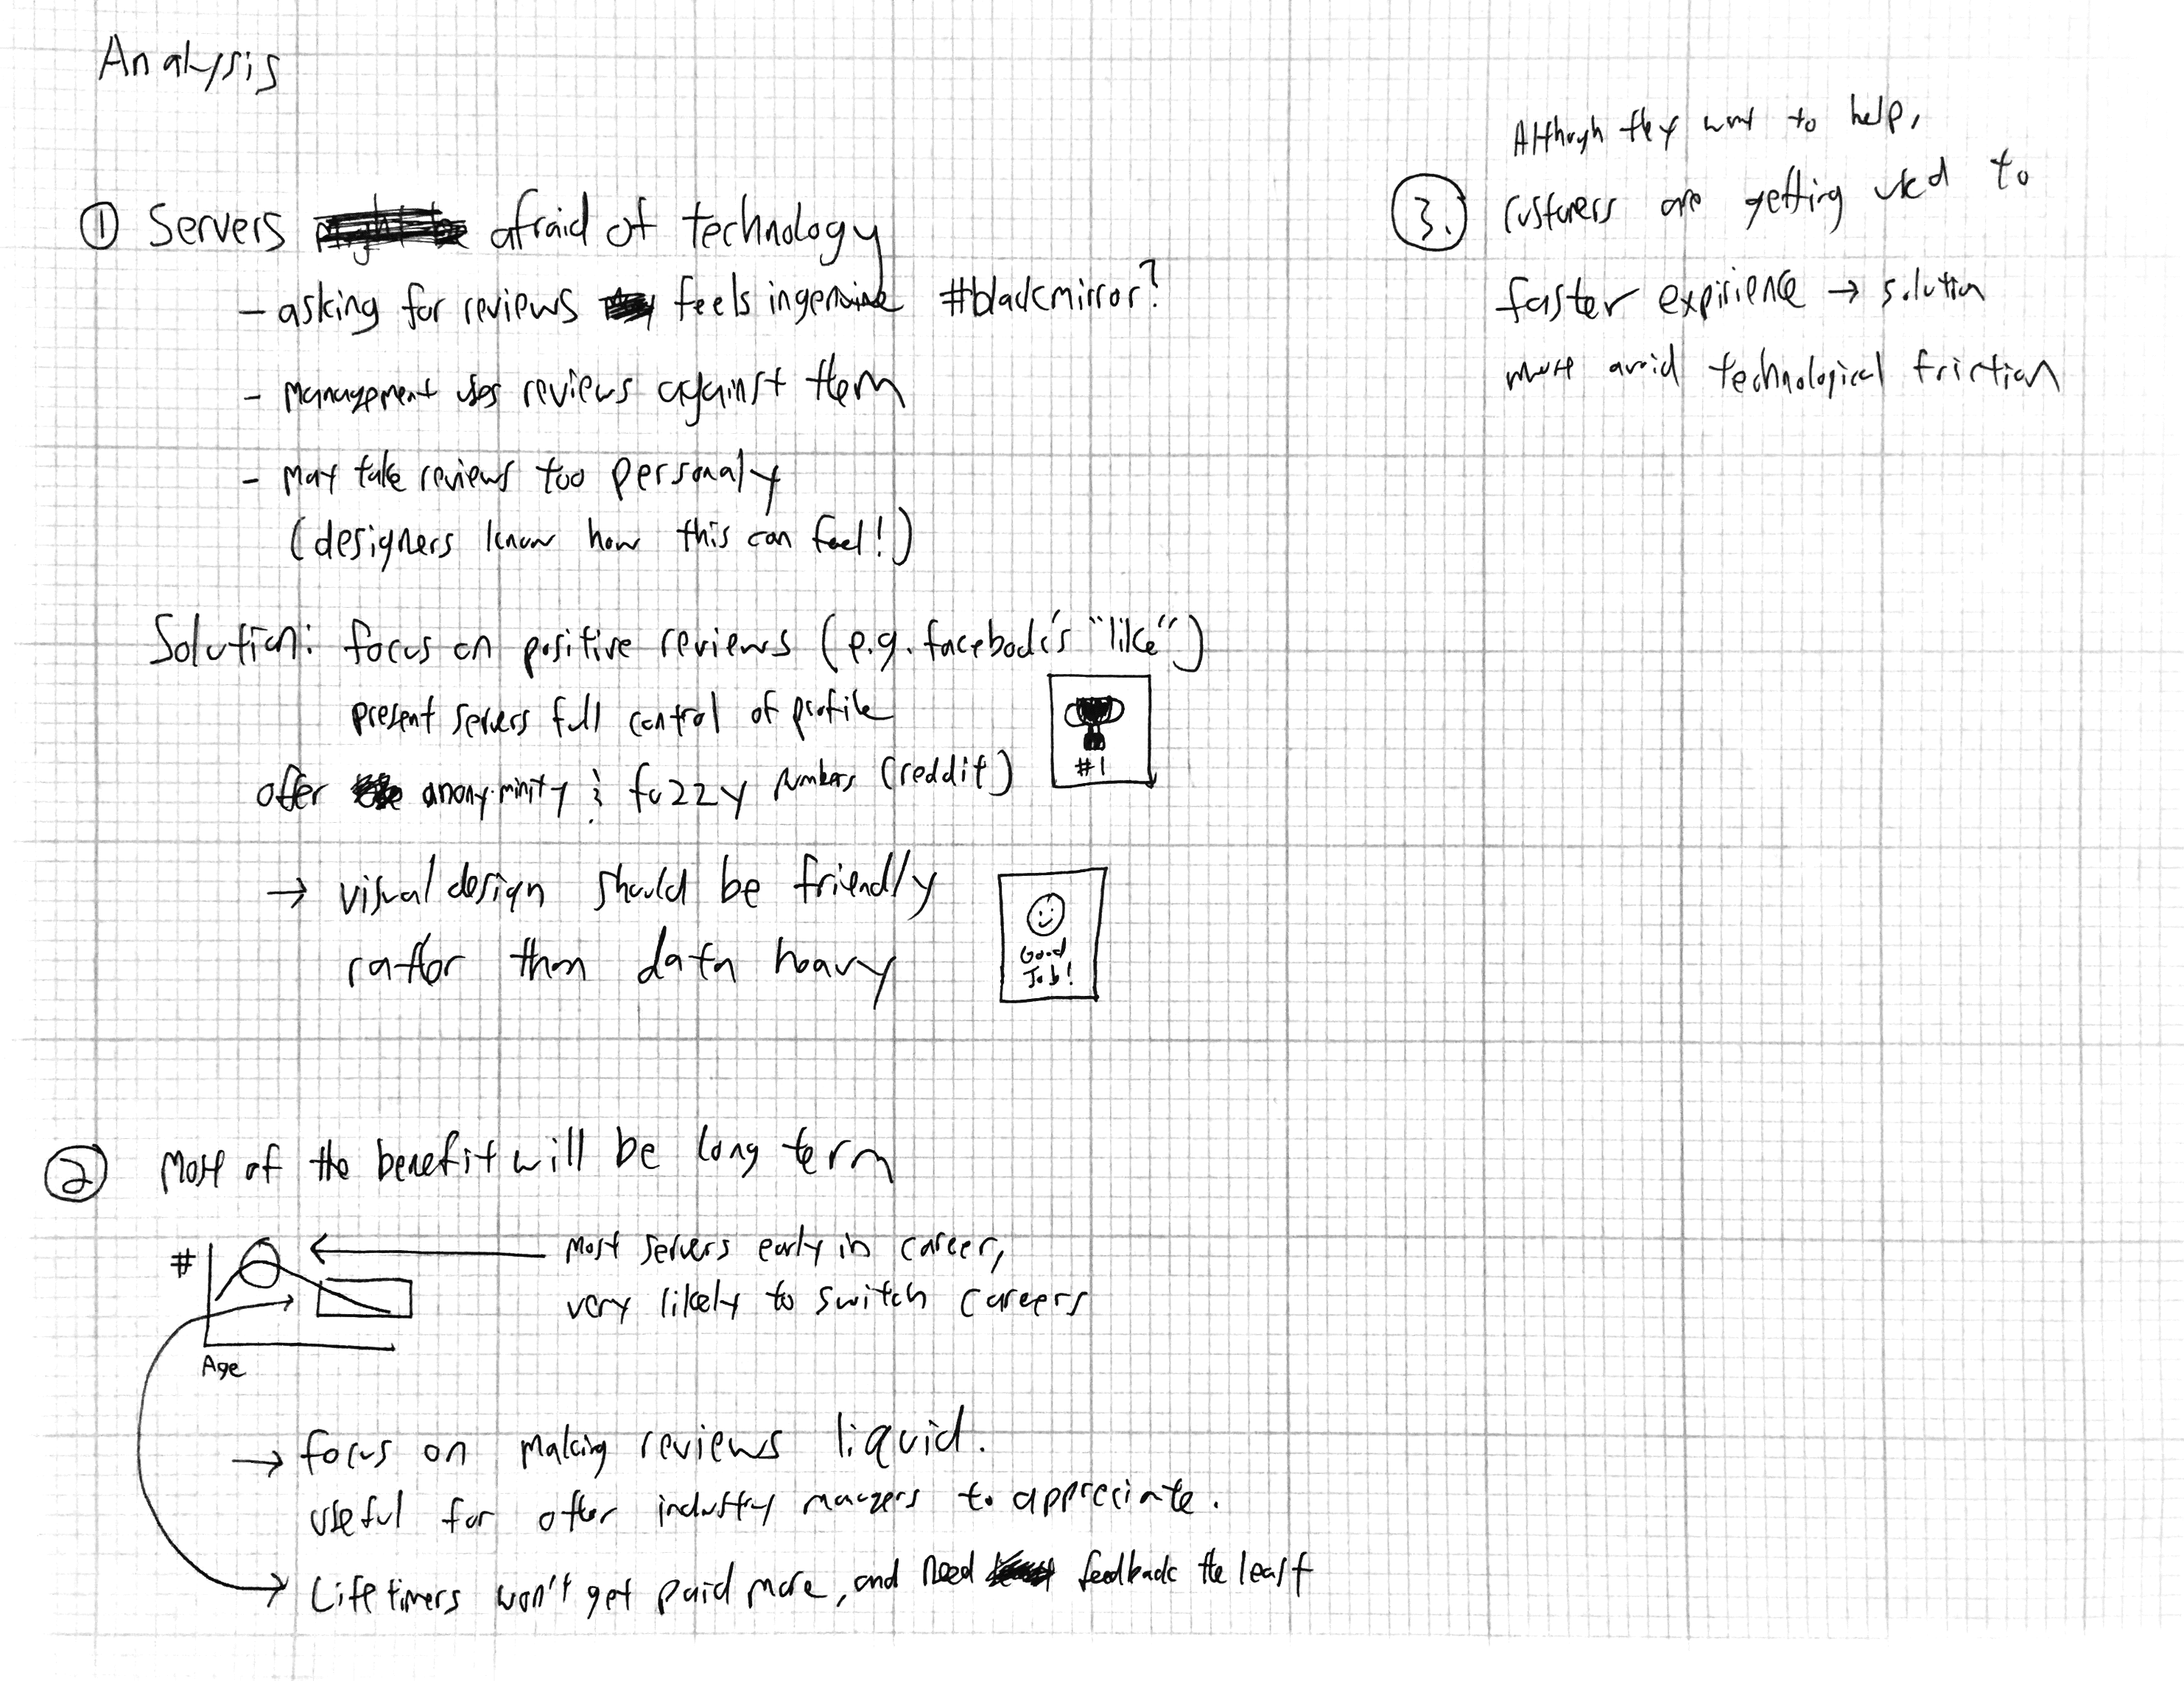 Analysis
① Servers might be afraid of technology
- asking for reviews feels ingenuine #blackmirror?
- Management uses reviews against them
- May take reviews too personaly
(designers know how this can feel!)
Solution: focus on positive reviews (e.g. facebook's "like")
present servers full control of profile
offer anonyminity & fuzzy numbers (reddit)
#1
→ visual design should be friendly
rather than data heavy
Good
Job!
② Most of the benefit will be long term
#
Age
most servers early in career,
very likely to switch careers
→ focus on making reviews liquid.
useful for other industry managers to appreciate.
→ Life timers won't get paid more, and need feedback the least
Although they want to help,
③. customers are getting used to
faster expirience → solution
must avoid technological friction